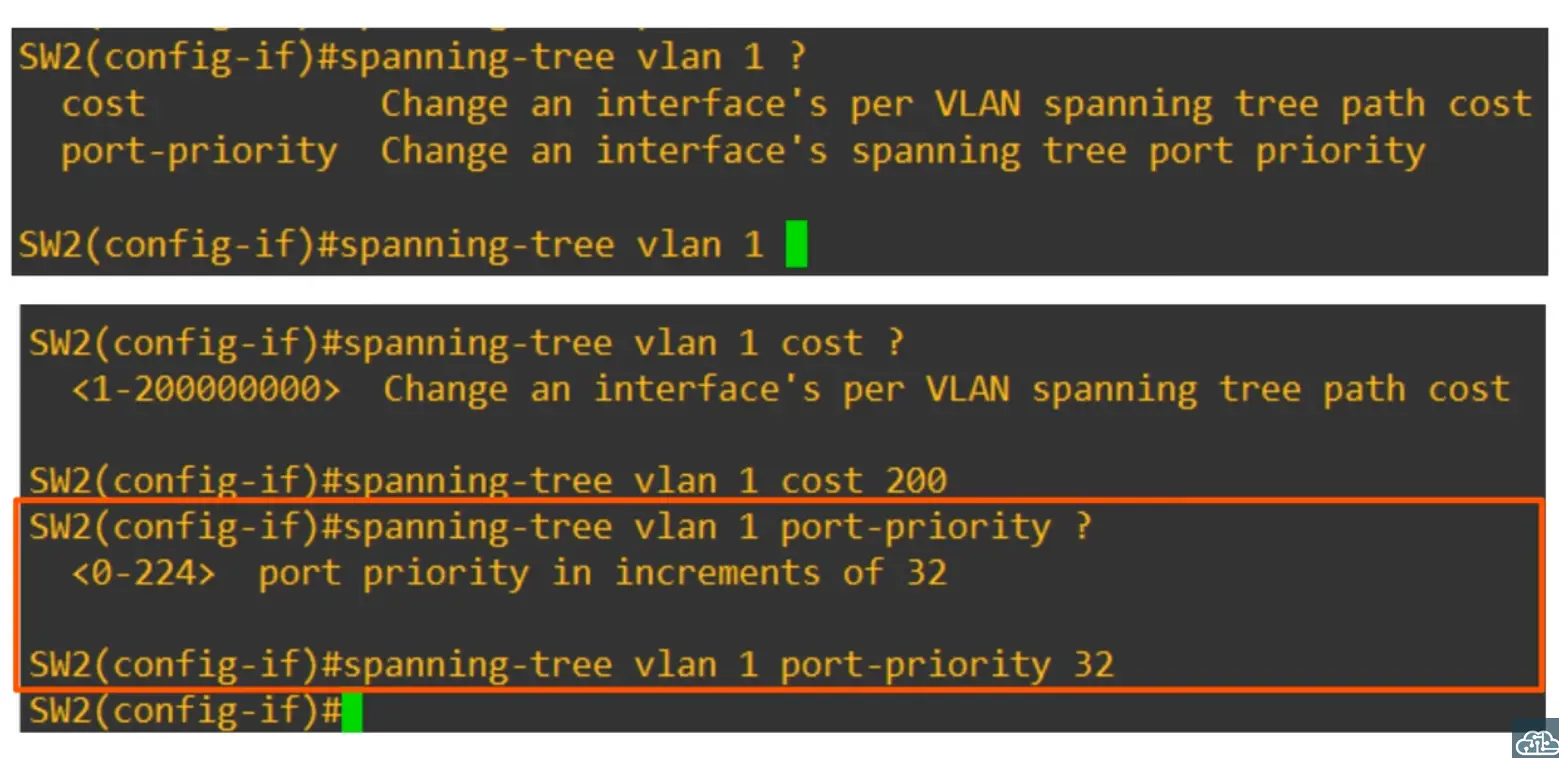 SW2(config-if)#spanning-tree vlan 1 ?
cost Change an interface's per VLAN spanning tree path cost
port-priority Change an interface's spanning tree port priority
SW2(config-if)#spanning-tree vlan 1
SW2(config-if)#spanning-tree vlan 1 cost ?
<1-200000000> Change an interface's per VLAN spanning tree path cost
SW2(config-if)#spanning-tree vlan 1 cost 200
SW2(config-if)#spanning-tree vlan 1 port-priority ?
<0-224> port priority in increments of 32
SW2(config-if)#spanning-tree vlan 1 port-priority 32
SW2(config-if)#